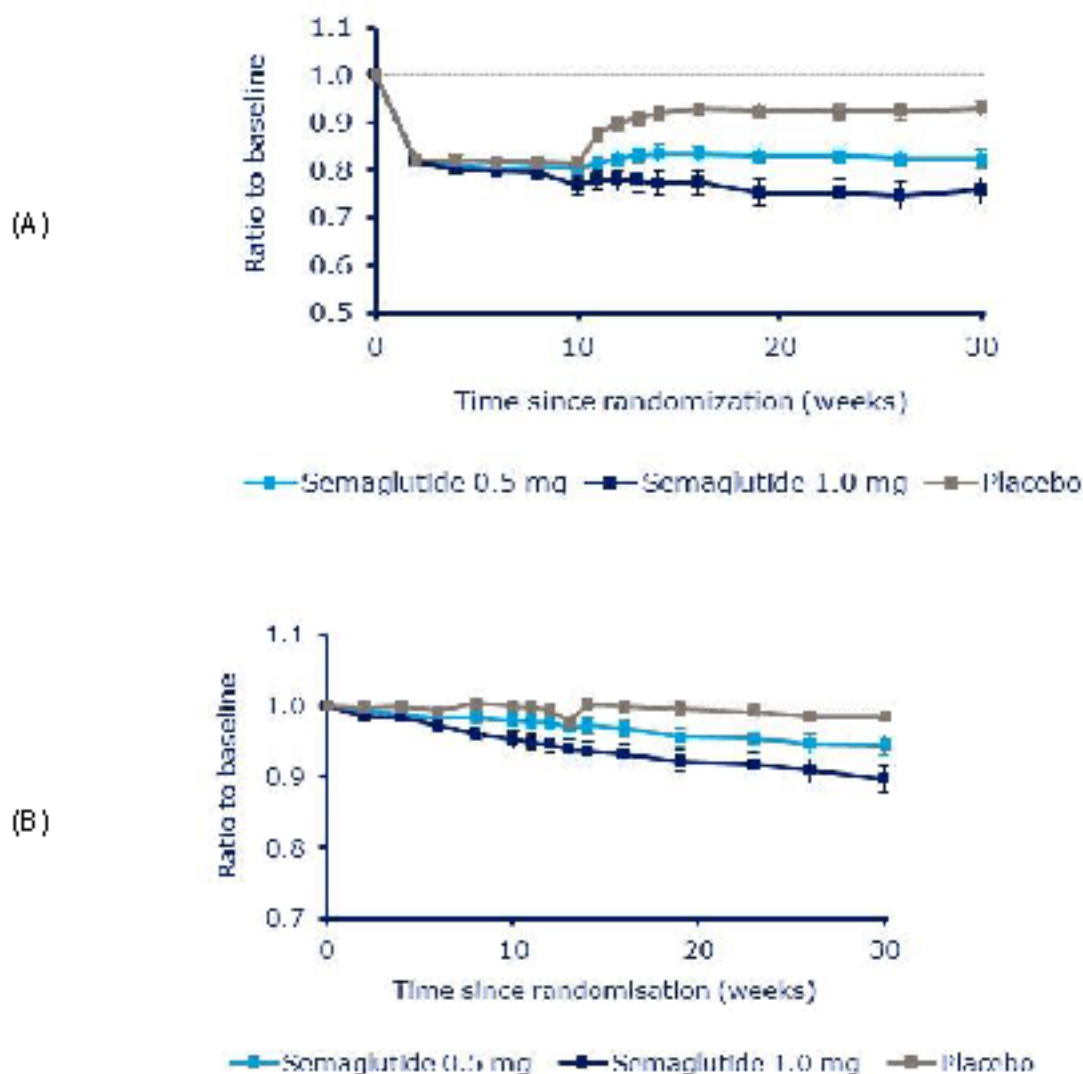 (A)
Ratio to baseline
1.1
1.0
0.9
0.8
0.7
0.6
0.5
0 10 20 30
Time since randomization (weeks)
Semaglutide 0.5 mg Semaglutide 1.0 mg Placebo
(B)
Ratio to baseline
1.1
1.0
0.9
0.8
0.7
0 10 20 30
Time since randomisation (weeks)
Semaglutide 0.5 mg Semaglutide 1.0 mg Placebo